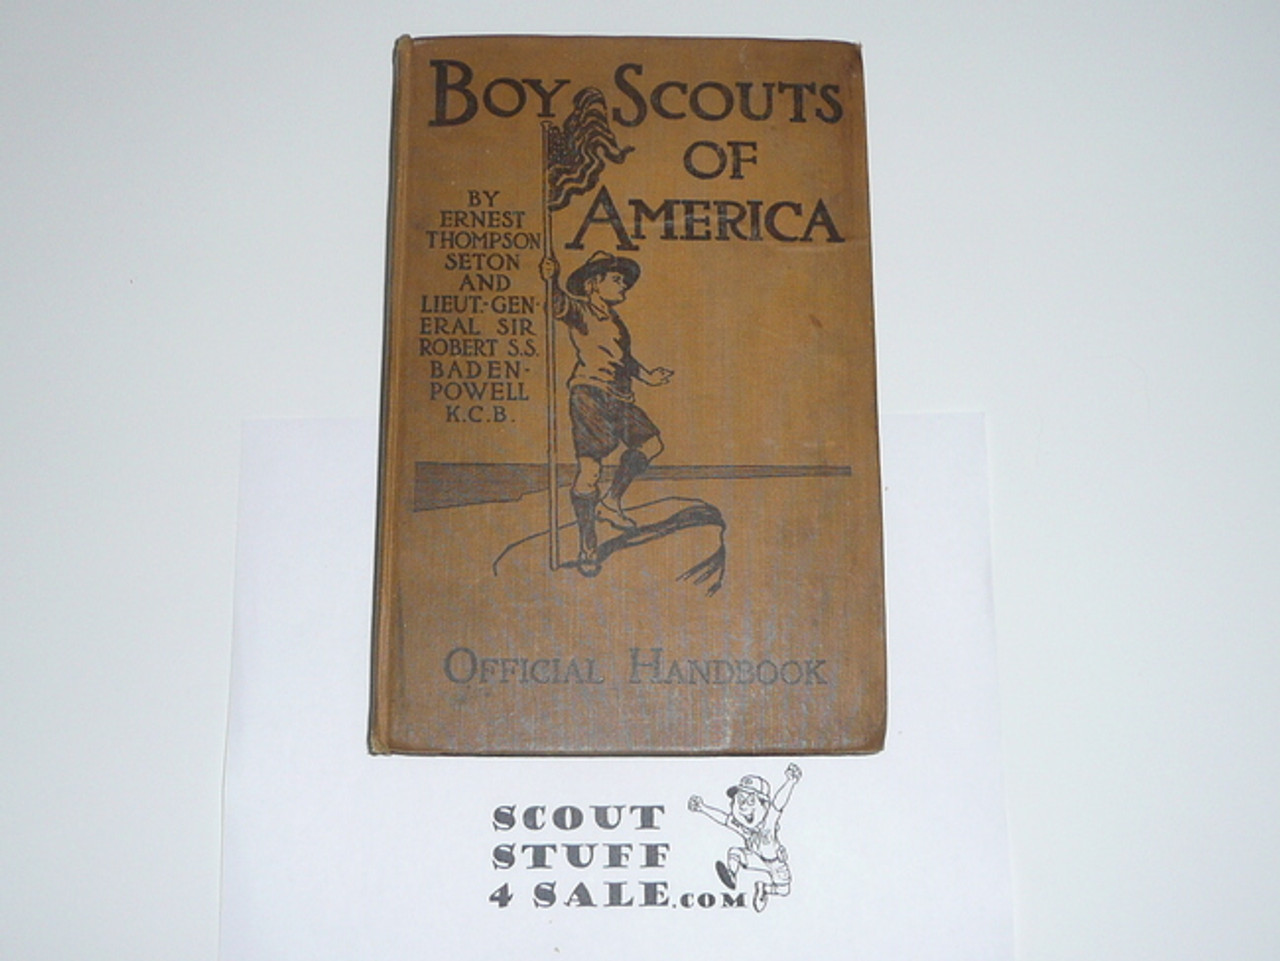 BOY SCOUTS
OF
AMERICA
BY
ERNEST
THOMPSON
SETON
AND
LIEUT.-GEN-
ERAL SIR
ROBERT S.S.
BADEN-
POWELL
K.C.B.
OFFICIAL HANDBOOK
SCOUT
STUFF
4 SALE.COM